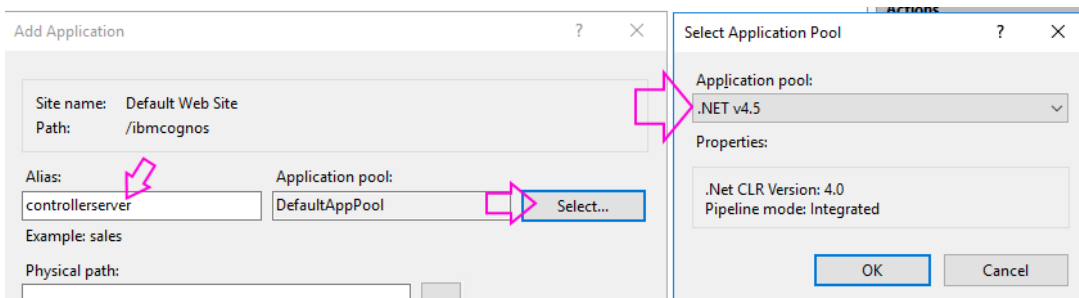 Actions
Add Application
?
Site name: Default Web Site
Path: /ibmcognos
Alias:
Application pool:
controllerserver
DefaultAppPool
Select...
Example: sales
Physical path:
Select Application Pool
?
Application pool:
.NET v4.5
Properties:
.Net CLR Version: 4.0
Pipeline mode: Integrated
OK
Cancel